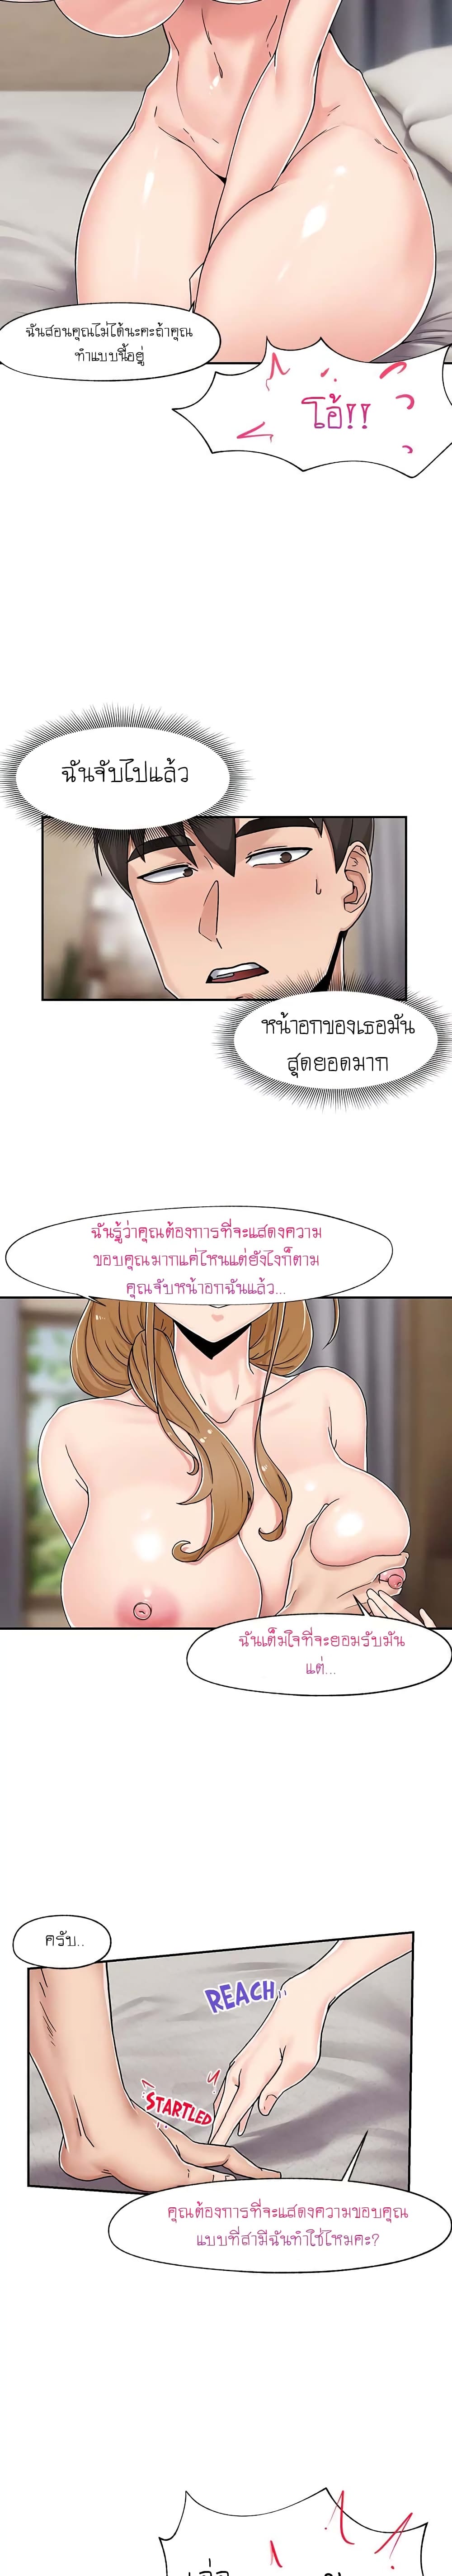 ฉันสอนคุณไม่ได้นะคะถ้าคุณ
ทำแบบนี้อยู่
โอ้!!
ฉันจับไปแล้ว
หน้าอกของเธอมัน
สุดยอดมาก
ฉันรู้ว่าคุณต้องการที่จะแสดงความ
ขอบคุณมากแค่ไหนแต่ยังไงก็ตาม
คุณจับหน้าอกฉันแล้ว...
ฉันเต็มใจที่จะยอมรับมัน
แต่...
ครับ..
REACH
STARTLED
คุณต้องการที่จะแสดงความขอบคุณ
แบบที่สามีฉันทำใช่ไหมคะ?